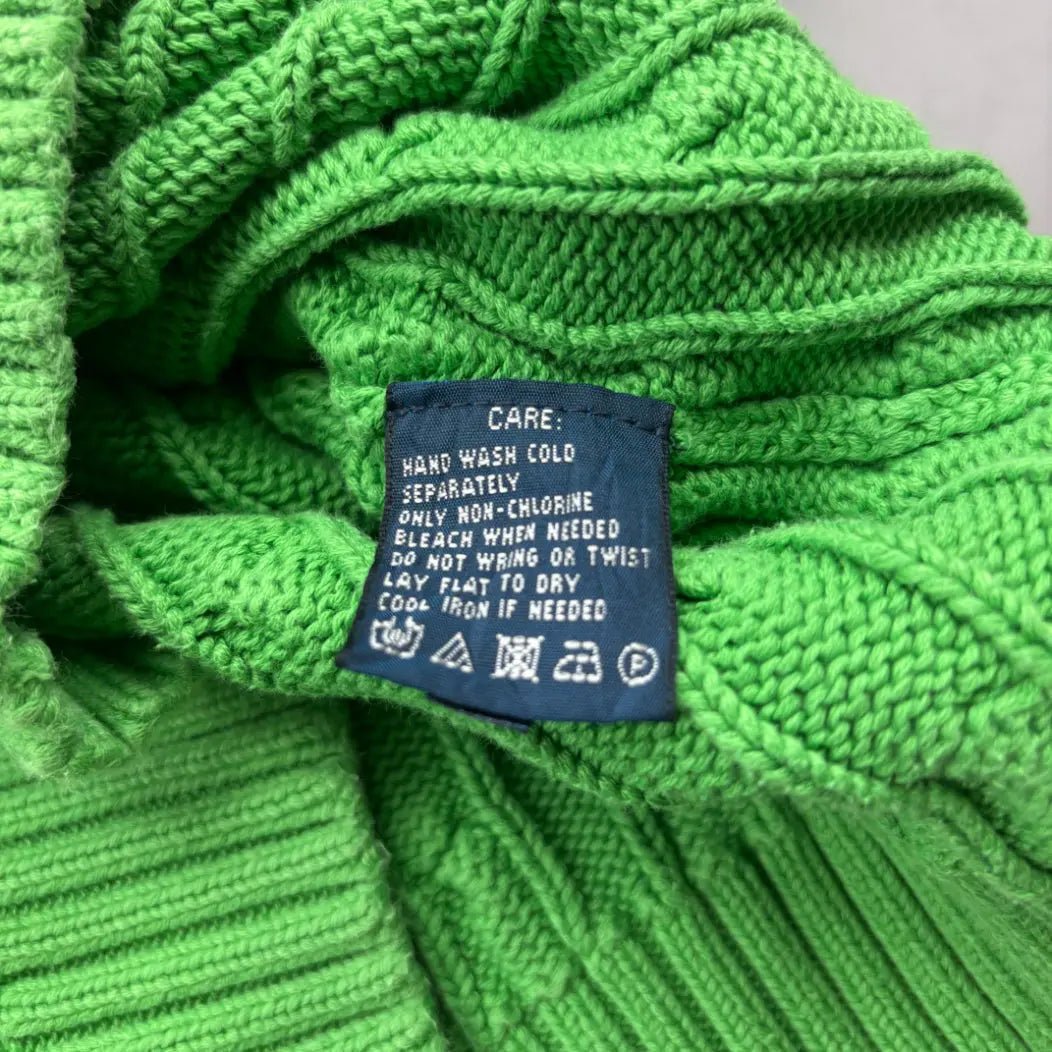 CARE:
HAND WASH COLD
SEPARATELY
ONLY NON-CHLORINE
BLEACH WHEN NEEDED
DO NOT WRING OR TWIST
LAY FLAT TO DRY
COOL IRON IF NEEDED
P